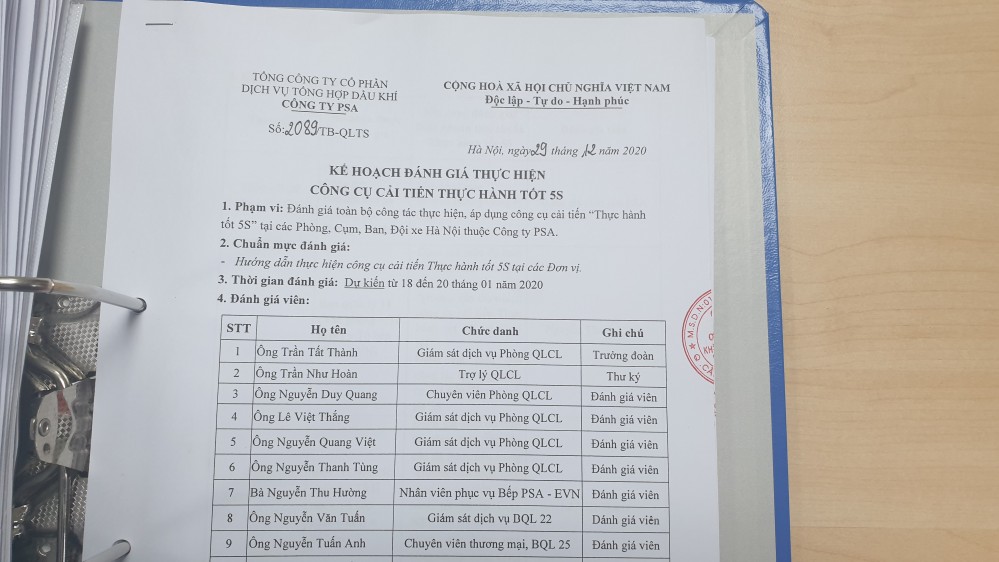 TỔNG CÔNG TY CỔ PHẦN
DỊCH VỤ TỔNG HỢP DẦU KHÍ
CÔNG TY PSA
Số: 2089/TB-QLTS
CỘNG HOÀ XÃ HỘI CHỦ NGHĨA VIỆT NAM
Độc lập - Tự do - Hạnh phúc
Hà Nội, ngày 29 tháng 12 năm 2020
KẾ HOẠCH ĐÁNH GIÁ THỰC HIỆN
CÔNG CỤ CẢI TIẾN THỰC HÀNH TỐT 5S
1. Phạm vi: Đánh giá toàn bộ công tác thực hiện, áp dụng công cụ cải tiến “Thực hành
tốt 5S” tại các Phòng, Cụm, Ban, Đội xe Hà Nội thuộc Công ty PSA.
2. Chuẩn mực đánh giá:
- Hướng dẫn thực hiện công cụ cải tiến Thực hành tốt 5S tại các Đơn vị.
3. Thời gian đánh giá: Dự kiến từ 18 đến 20 tháng 01 năm 2020
4. Đánh giá viên:
STT Họ tên Chức danh Ghi chú
1 Ông Trần Tất Thành Giám sát dịch vụ Phòng QLCL Trưởng đoàn
2 Ông Trần Như Hoàn Trợ lý QLCL Thư ký
3 Ông Nguyễn Duy Quang Chuyên viên Phòng QLCL Đánh giá viên
4 Ông Lê Việt Thắng Giám sát dịch vụ Phòng QLCL Đánh giá viên
5 Ông Nguyễn Quang Việt Giám sát dịch vụ Phòng QLCL Đánh giá viên
6 Ông Nguyễn Thanh Tùng Giám sát dịch vụ Phòng QLCL Đánh giá viên
7 Bà Nguyễn Thu Hường Nhân viên phục vụ Bếp PSA - EVN Đánh giá viên
8 Ông Nguyễn Văn Tuấn Giám sát dịch vụ BQL 22 Đánh giá viên
9 Ông Nguyễn Tuấn Anh Chuyên viên thương mại, BQL 25 Đánh giá viên
M.S.D.N:0